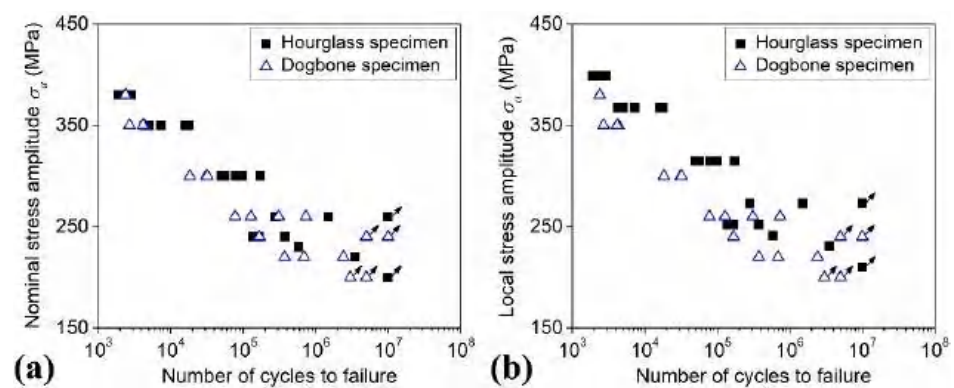 450
350
250
150
Nominal stress amplitude σₐ (MPa)
Hourglass specimen
Dogbone specimen
10³ 10⁴ 10⁵ 10⁶ 10⁷ 10⁸
(a) Number of cycles to failure
450
350
250
150
Local stress amplitude σₐ (MPa)
Hourglass specimen
Dogbone specimen
10³ 10⁴ 10⁵ 10⁶ 10⁷ 10⁸
(b) Number of cycles to failure